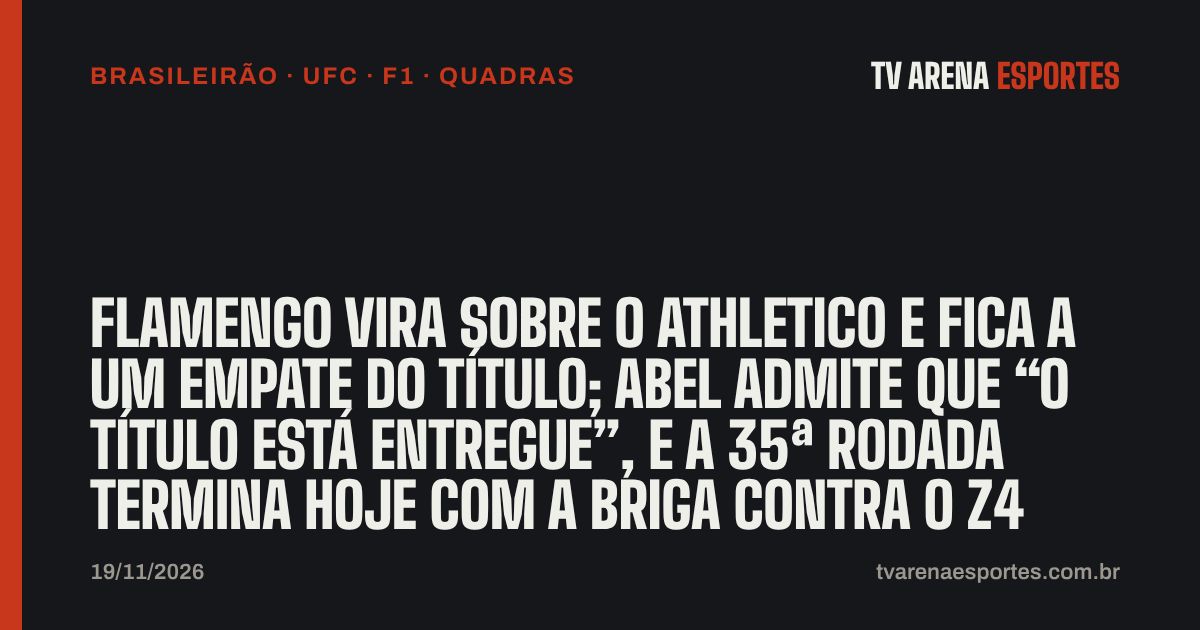 BRASILEIRÃO · UFC · F1 · QUADRAS
TV ARENA ESPORTES
FLAMENGO VIRA SOBRE O ATHLETICO E FICA A
UM EMPATE DO TÍTULO; ABEL ADMITE QUE “O
TÍTULO ESTÁ ENTREGUE”, E A 35ª RODADA
TERMINA HOJE COM A BRIGA CONTRA O Z4
19/11/2026
tvarenaesportes.com.br